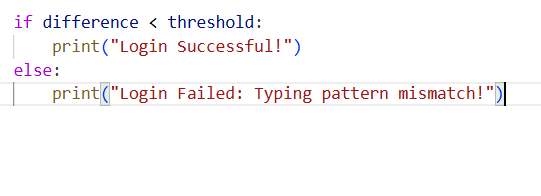 if difference < threshold:
    print("Login Successful!")
else:
    print("Login Failed: Typing pattern mismatch!")